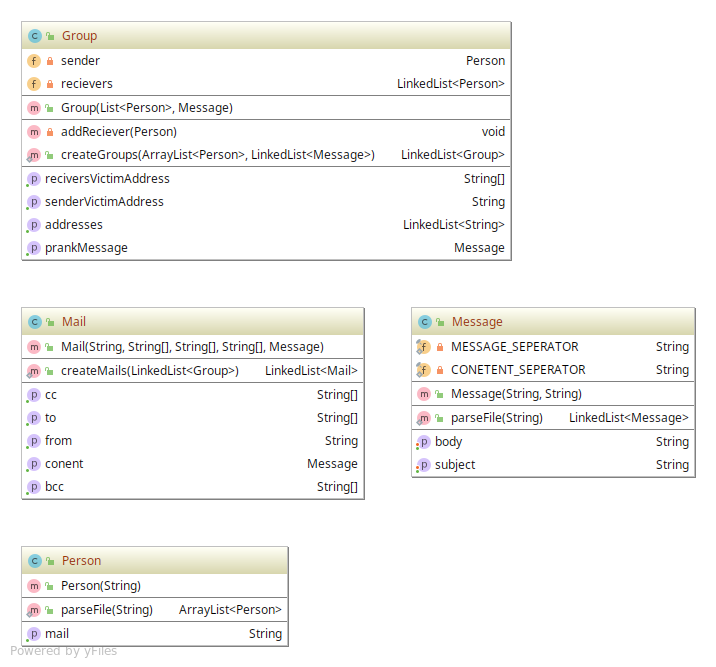 Group
sender Person
recievers LinkedList<Person>
Group(List<Person>, Message)
addReciever(Person) void
createGroups(ArrayList<Person>, LinkedList<Message>) LinkedList<Group>
reciversVictimAddress String[]
senderVictimAddress String
addresses LinkedList<String>
prankMessage Message
Mail
Mail(String, String[], String[], String[], Message)
createMails(LinkedList<Group>) LinkedList<Mail>
cc String[]
to String[]
from String
conent Message
bcc String[]
Message
MESSAGE_SEPERATOR String
CONETENT_SEPERATOR String
Message(String, String)
parseFile(String) LinkedList<Message>
body String
subject String
Person
Person(String)
parseFile(String) ArrayList<Person>
mail String
Powered by yFiles